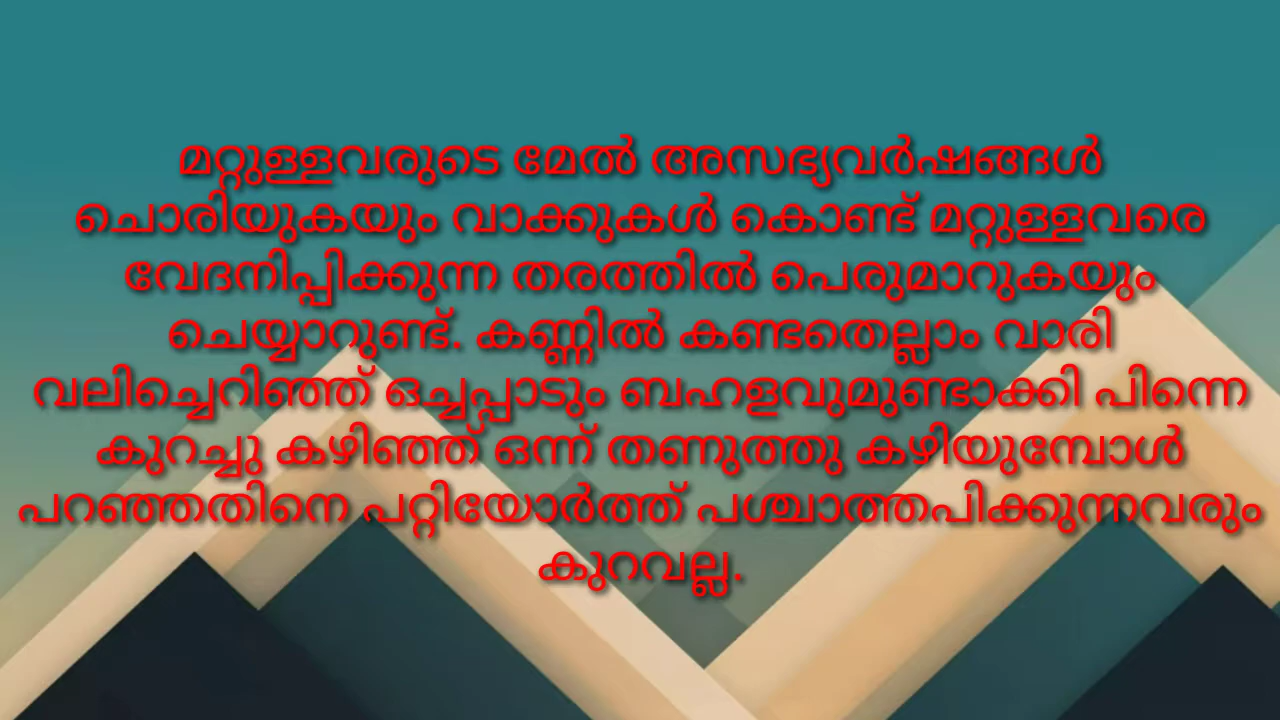 മറ്റുള്ളവരുടെ മേൽ അസഭ്യവർഷങ്ങൾ
ചൊരിയുകയും വാക്കുകൾ കൊണ്ട് മറ്റുള്ളവരെ
വേദനിപ്പിക്കുന്ന തരത്തിൽ പെരുമാറുകയും
ചെയ്യാറുണ്ട്. കണ്ണിൽ കണ്ടതെല്ലാം വാരി
വലിച്ചെറിഞ്ഞ് ഒച്ചപ്പാടും ബഹളവുമുണ്ടാക്കി പിന്നെ
കുറച്ചു കഴിഞ്ഞ് ഒന്ന് തണുത്തു കഴിയുമ്പോൾ
പറഞ്ഞതിനെ പറ്റിയോർത്ത് പശ്ചാത്തപിക്കുന്നവരും
കുറവല്ല.